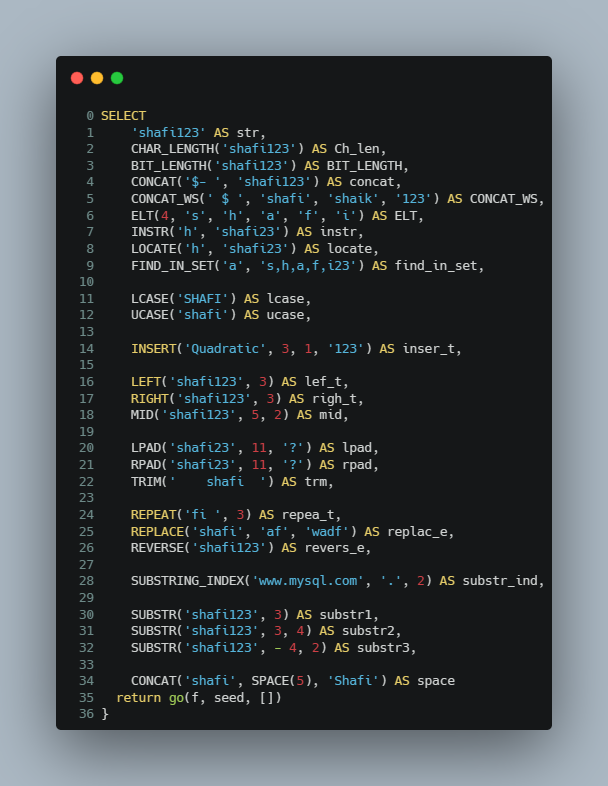 0 SELECT
1     'shafi123' AS str,
2     CHAR_LENGTH('shafi123') AS Ch_len,
3     BIT_LENGTH('shafi123') AS BIT_LENGTH,
4     CONCAT('$- ', 'shafi123') AS concat,
5     CONCAT_WS(' $ ', 'shafi', 'shaik', '123') AS CONCAT_WS,
6     ELT(4, 's', 'h', 'a', 'f', 'i') AS ELT,
7     INSTR('h', 'shafi23') AS instr,
8     LOCATE('h', 'shafi23') AS locate,
9     FIND_IN_SET('a', 's,h,a,f,i23') AS find_in_set,
10
11     LCASE('SHAFI') AS lcase,
12     UCASE('shafi') AS ucase,
13
14     INSERT('Quadratic', 3, 1, '123') AS inser_t,
15
16     LEFT('shafi123', 3) AS lef_t,
17     RIGHT('shafi123', 3) AS righ_t,
18     MID('shafi123', 5, 2) AS mid,
19
20     LPAD('shafi23', 11, '?') AS lpad,
21     RPAD('shafi23', 11, '?') AS rpad,
22     TRIM('    shafi  ') AS trm,
23
24     REPEAT('fi ', 3) AS repea_t,
25     REPLACE('shafi', 'af', 'wadf') AS replac_e,
26     REVERSE('shafi123') AS revers_e,
27
28     SUBSTRING_INDEX('www.mysql.com', '.', 2) AS substr_ind,
29
30     SUBSTR('shafi123', 3) AS substr1,
31     SUBSTR('shafi123', 3, 4) AS substr2,
32     SUBSTR('shafi123', - 4, 2) AS substr3,
33
34     CONCAT('shafi', SPACE(5), 'Shafi') AS space
35   return go(f, seed, [])
36 }